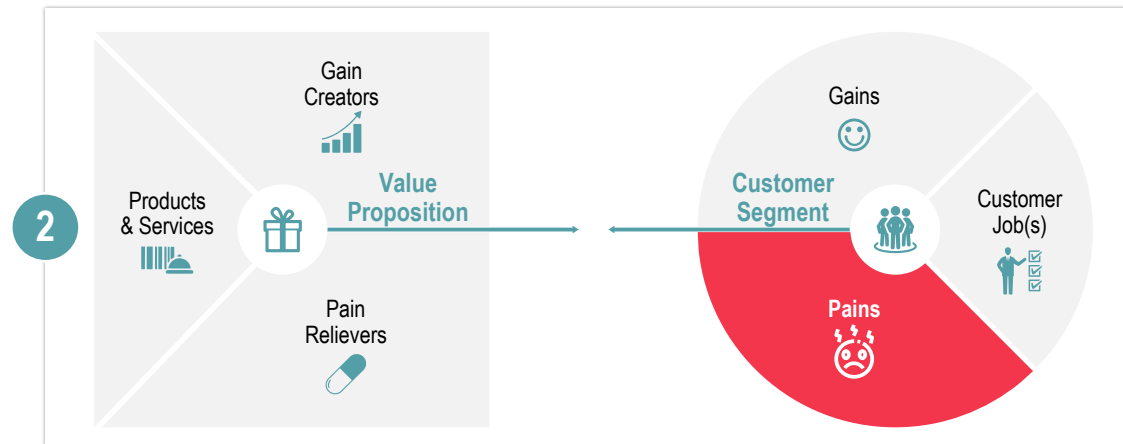 2
Products
& Services
Gain
Creators
Value
Proposition
Pain
Relievers
Gains
Customer
Segment
Customer
Job(s)
Pains